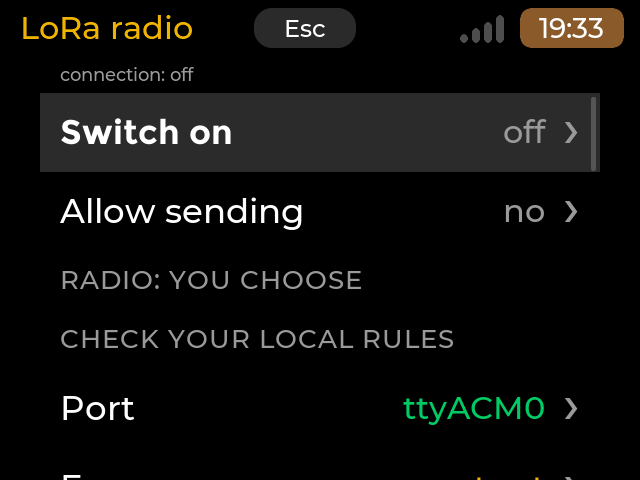 LoRa radio
Esc
19:33
connection: off
Switch on
off
Allow sending
no
RADIO: YOU CHOOSE
CHECK YOUR LOCAL RULES
Port
ttyACM0